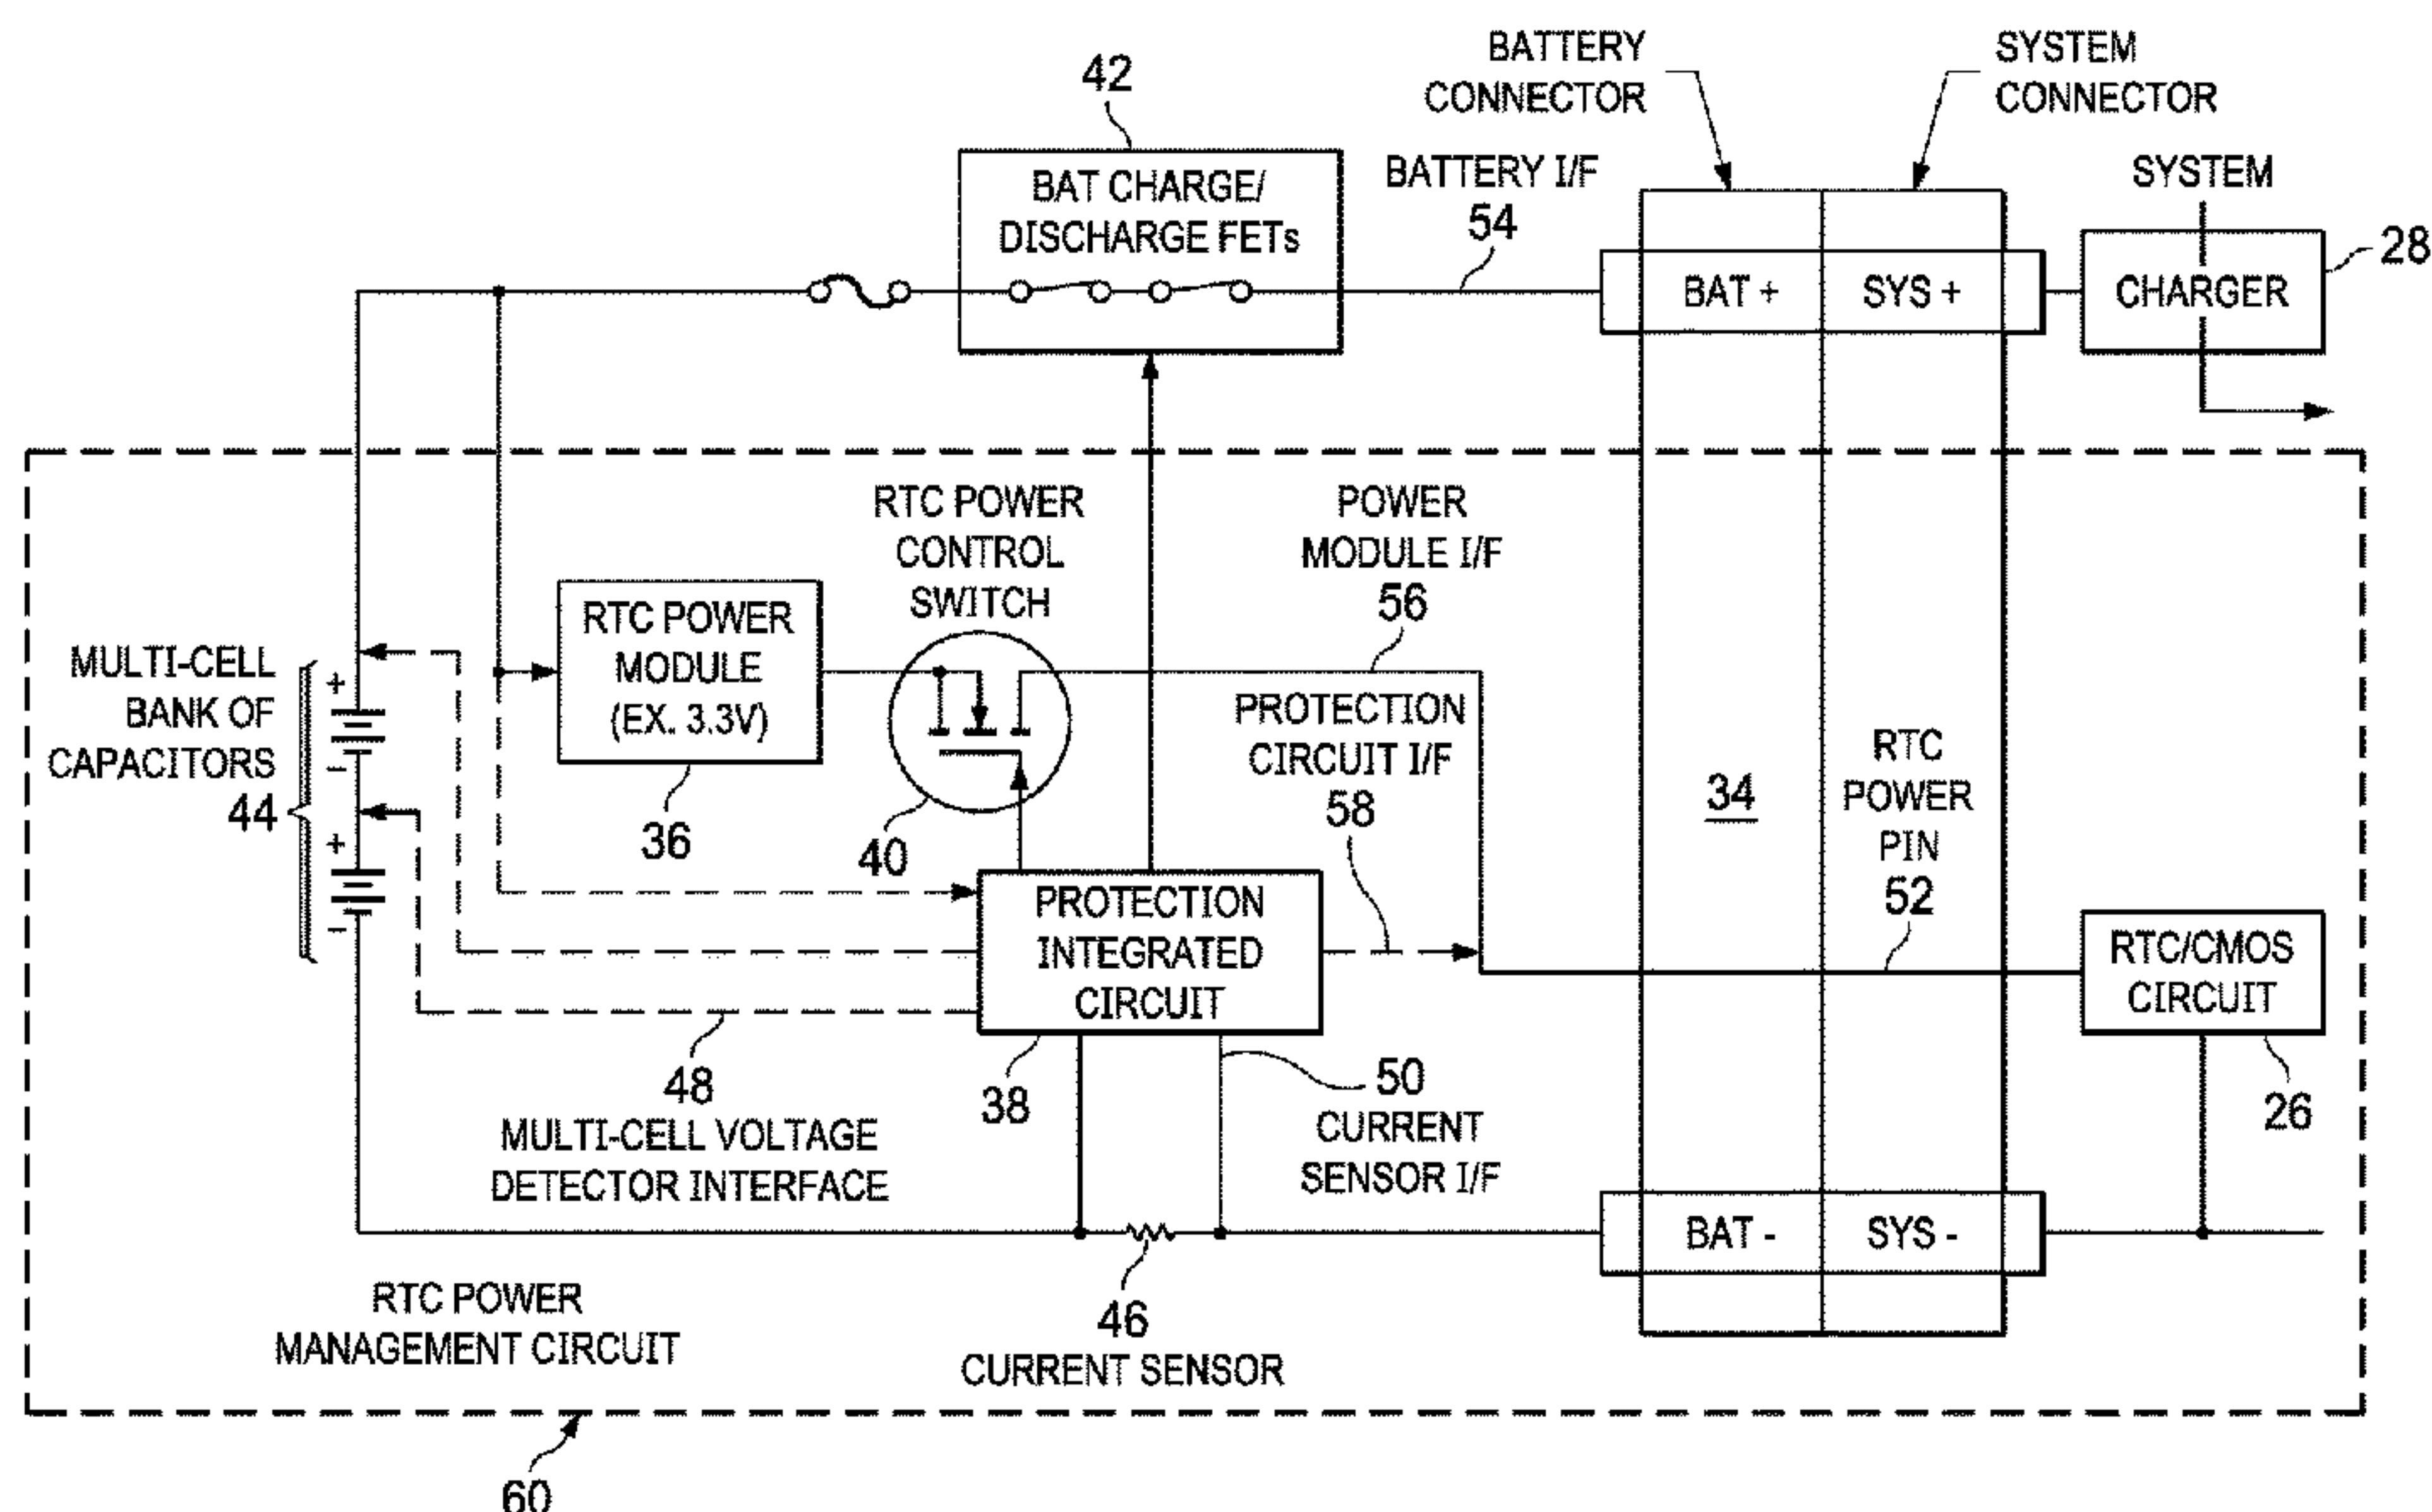 42
BATTERY
CONNECTOR
SYSTEM
CONNECTOR
BAT CHARGE/
DISCHARGE FETs
BATTERY I/F
54
SYSTEM
BAT +
SYS +
CHARGER
28
RTC POWER
CONTROL
SWITCH
POWER
MODULE I/F
56
MULTI-CELL
BANK OF
CAPACITORS
44
+
-
+
-
RTC POWER
MODULE
(EX. 3.3V)
36
40
PROTECTION
CIRCUIT I/F
58
34
RTC
POWER
PIN
52
PROTECTION
INTEGRATED
CIRCUIT
38
RTC/CMOS
CIRCUIT
26
48
MULTI-CELL VOLTAGE
DETECTOR INTERFACE
50
CURRENT
SENSOR I/F
BAT -
SYS -
46
CURRENT SENSOR
RTC POWER
MANAGEMENT CIRCUIT
60